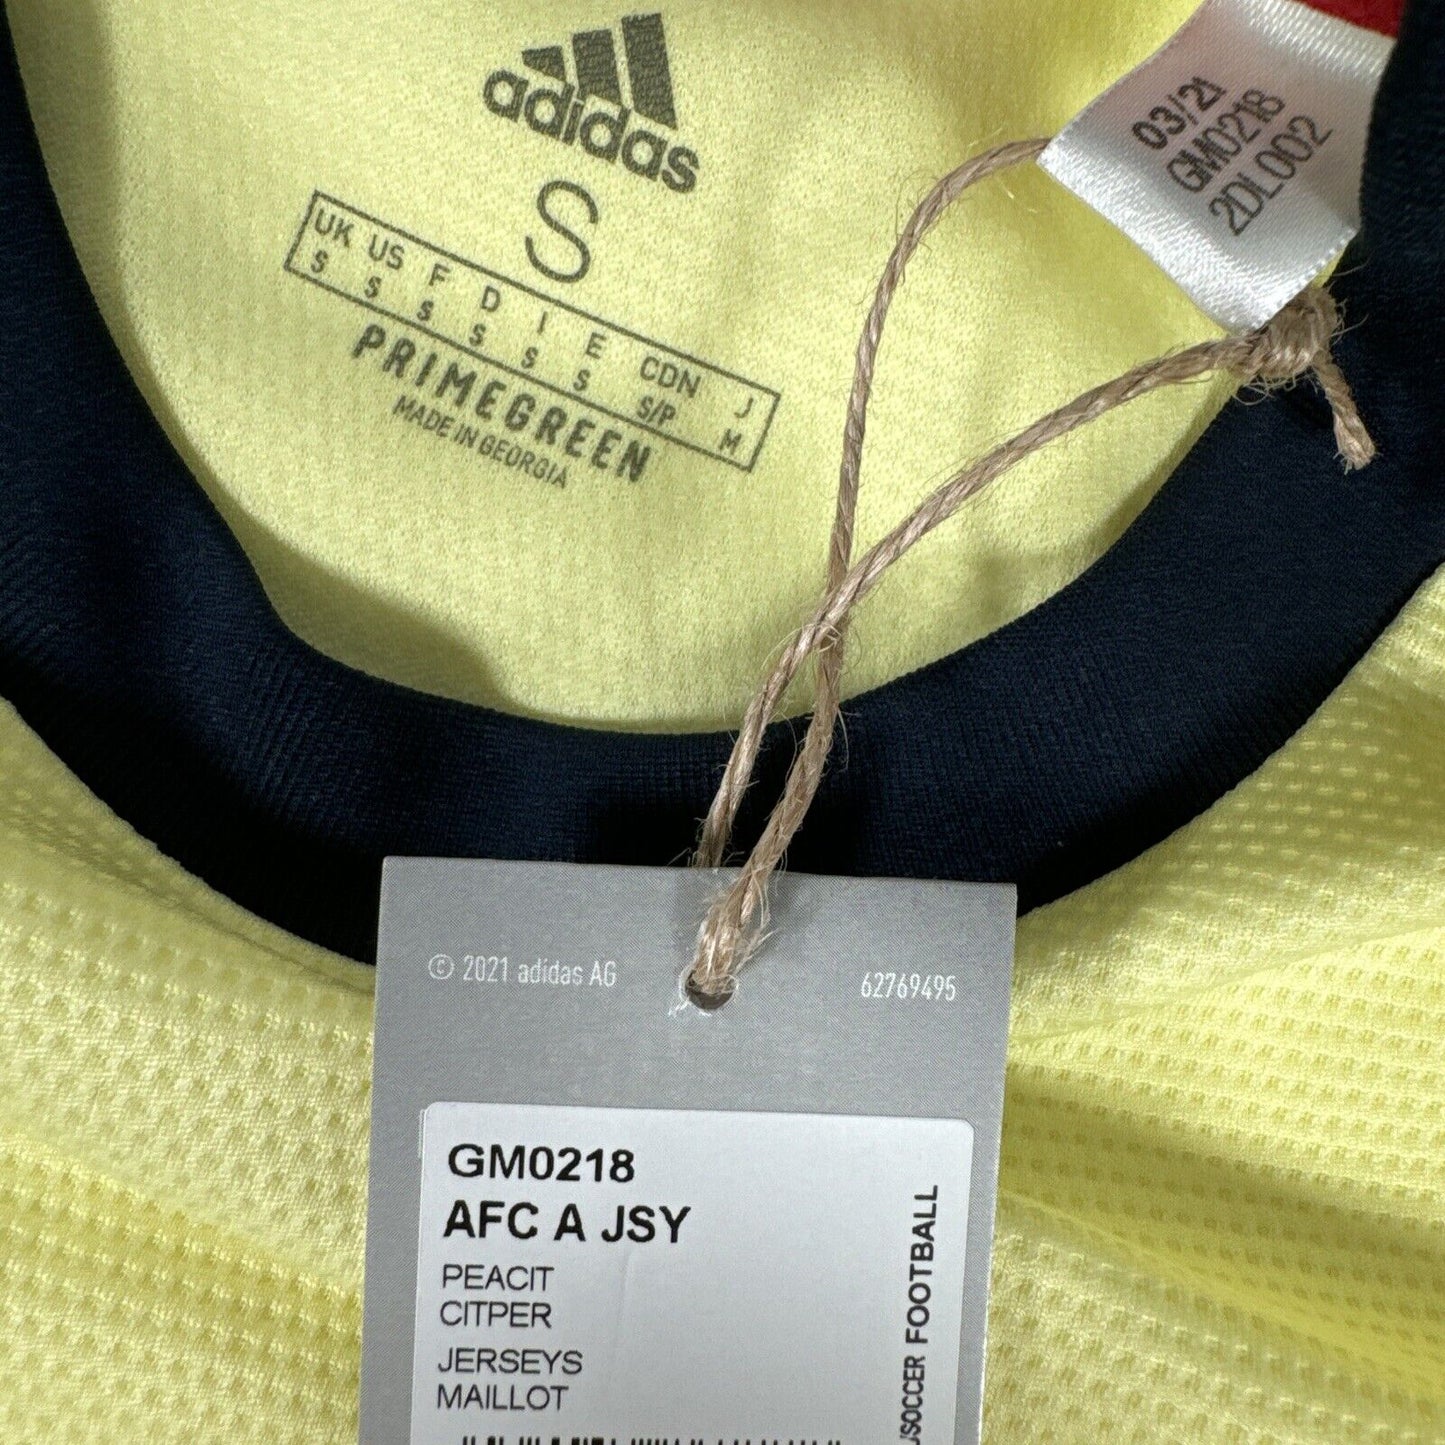 adidas
S
UK US F D I E CDN J
S S S S S S S/P M
PRIMEGREEN
MADE IN GEORGIA
03/21
GM0218
2DL002
© 2021 adidas AG
62769495
GM0218
AFC A JSY
PEACIT
CITPER
JERSEYS
MAILLOT
FOOTBALL/SOCCER